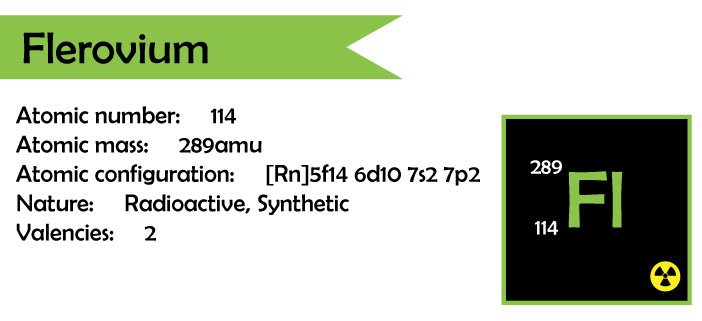 Flerovium
Atomic number: 114
Atomic mass: 289amu
Atomic configuration: [Rn]5f14 6d10 7s2 7p2
Nature: Radioactive, Synthetic
Valencies: 2
289
Fl
114